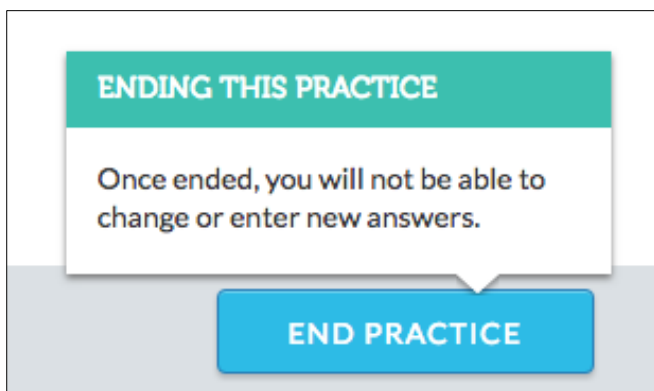 ENDING THIS PRACTICE
Once ended, you will not be able to
change or enter new answers.
END PRACTICE